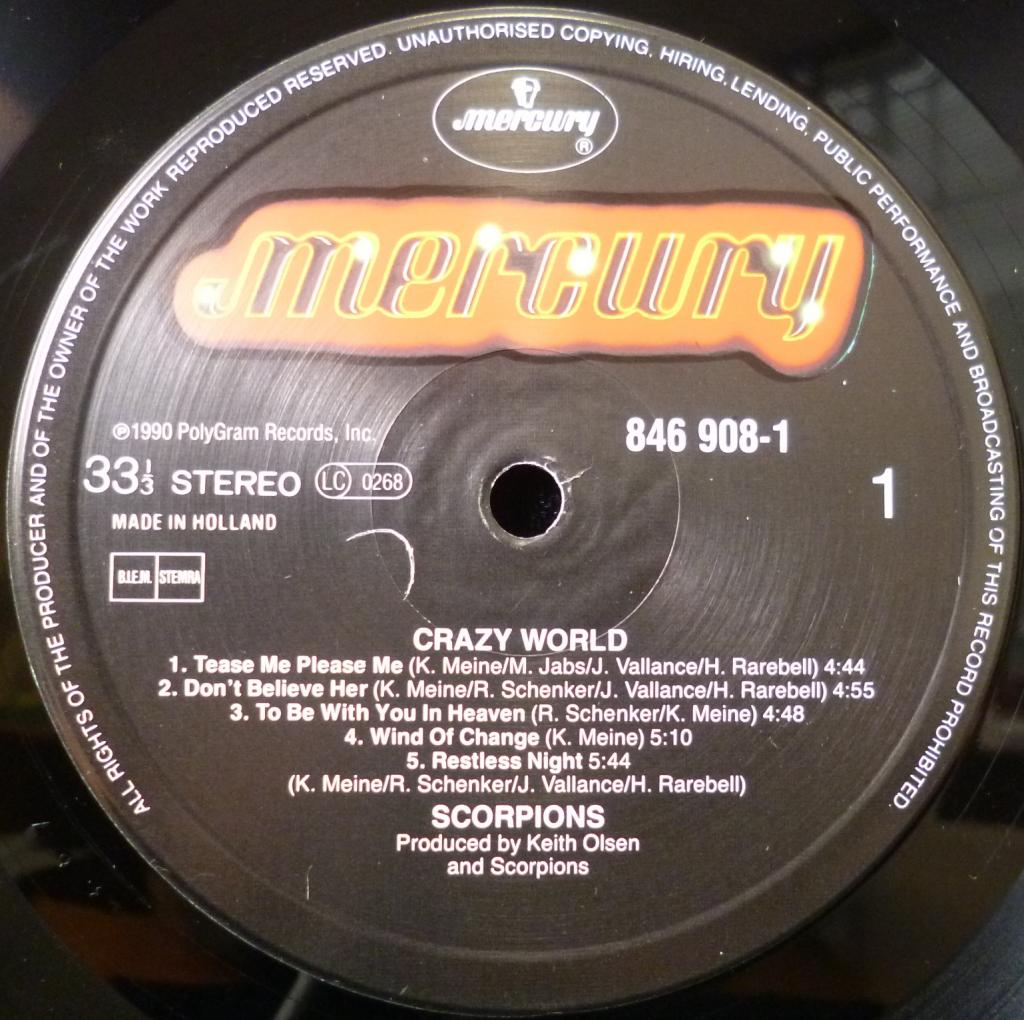 ALL RIGHTS OF THE PRODUCER AND OF THE OWNER OF THE WORK REPRODUCED RESERVED. UNAUTHORISED COPYING, HIRING, LENDING, PUBLIC PERFORMANCE AND BROADCASTING OF THIS RECORD PROHIBITED.
mercury ®
mercury
℗1990 PolyGram Records, Inc.
846 908-1
33⅓ STEREO LC 0268
1
MADE IN HOLLAND
B.I.E.M. STEMRA
CRAZY WORLD
1. Tease Me Please Me (K. Meine/M. Jabs/J. Vallance/H. Rarebell) 4:44
2. Don't Believe Her (K. Meine/R. Schenker/J. Vallance/H. Rarebell) 4:55
3. To Be With You In Heaven (R. Schenker/K. Meine) 4:48
4. Wind Of Change (K. Meine) 5:10
5. Restless Night 5:44
(K. Meine/R. Schenker/J. Vallance/H. Rarebell)
SCORPIONS
Produced by Keith Olsen
and Scorpions